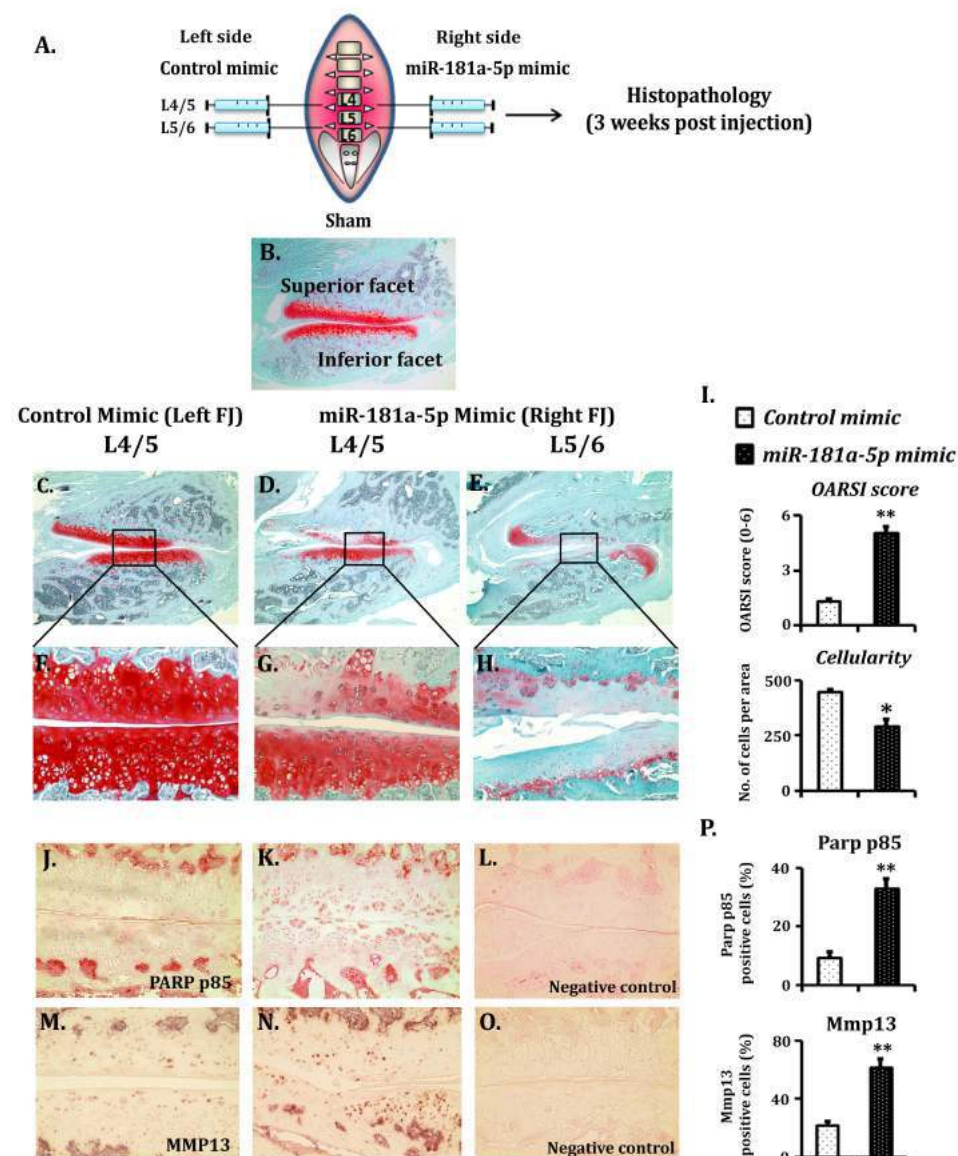 A.
Left side
Control mimic
Right side
miR-181a-5p mimic
L4/5
L5/6
L4
L5
L6
Histopathology
(3 weeks post injection)
Sham
B.
Superior facet
Inferior facet
Control Mimic (Left FJ)
L4/5
miR-181a-5p Mimic (Right FJ)
L4/5
L5/6
C.
D.
E.
F.
G.
H.
I.
Control mimic
miR-181a-5p mimic
OARSI score
OARSI score (0-6)
6
3
0
**
Cellularity
No. of cells per area
500
250
0
*
J.
PARP p85
K.
L.
Negative control
M.
MMP13
N.
O.
Negative control
P.
Parp p85
Parp p85
positive cells (%)
40
20
0
**
Mmp13
Mmp13
positive cells (%)
80
40
0
**